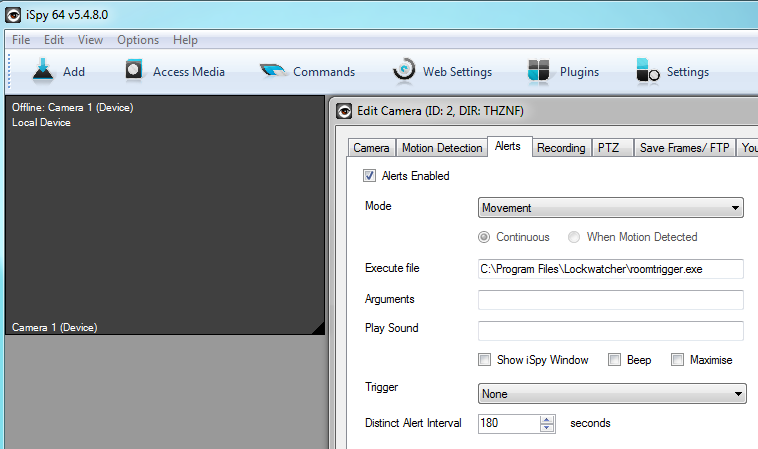 iSpy 64 v5.4.8.0
File Edit View Options Help
Add Access Media Commands Web Settings Plugins Settings
Offline: Camera 1 (Device)
Local Device
Camera 1 (Device)
Edit Camera (ID: 2, DIR: THZNF)
Camera Motion Detection Alerts Recording PTZ Save Frames/ FTP You
Alerts Enabled
Mode Movement
Continuous When Motion Detected
Execute file C:\Program Files\Lockwatcher\roomtrigger.exe
Arguments
Play Sound
Show iSpy Window Beep Maximise
Trigger None
Distinct Alert Interval 180 seconds